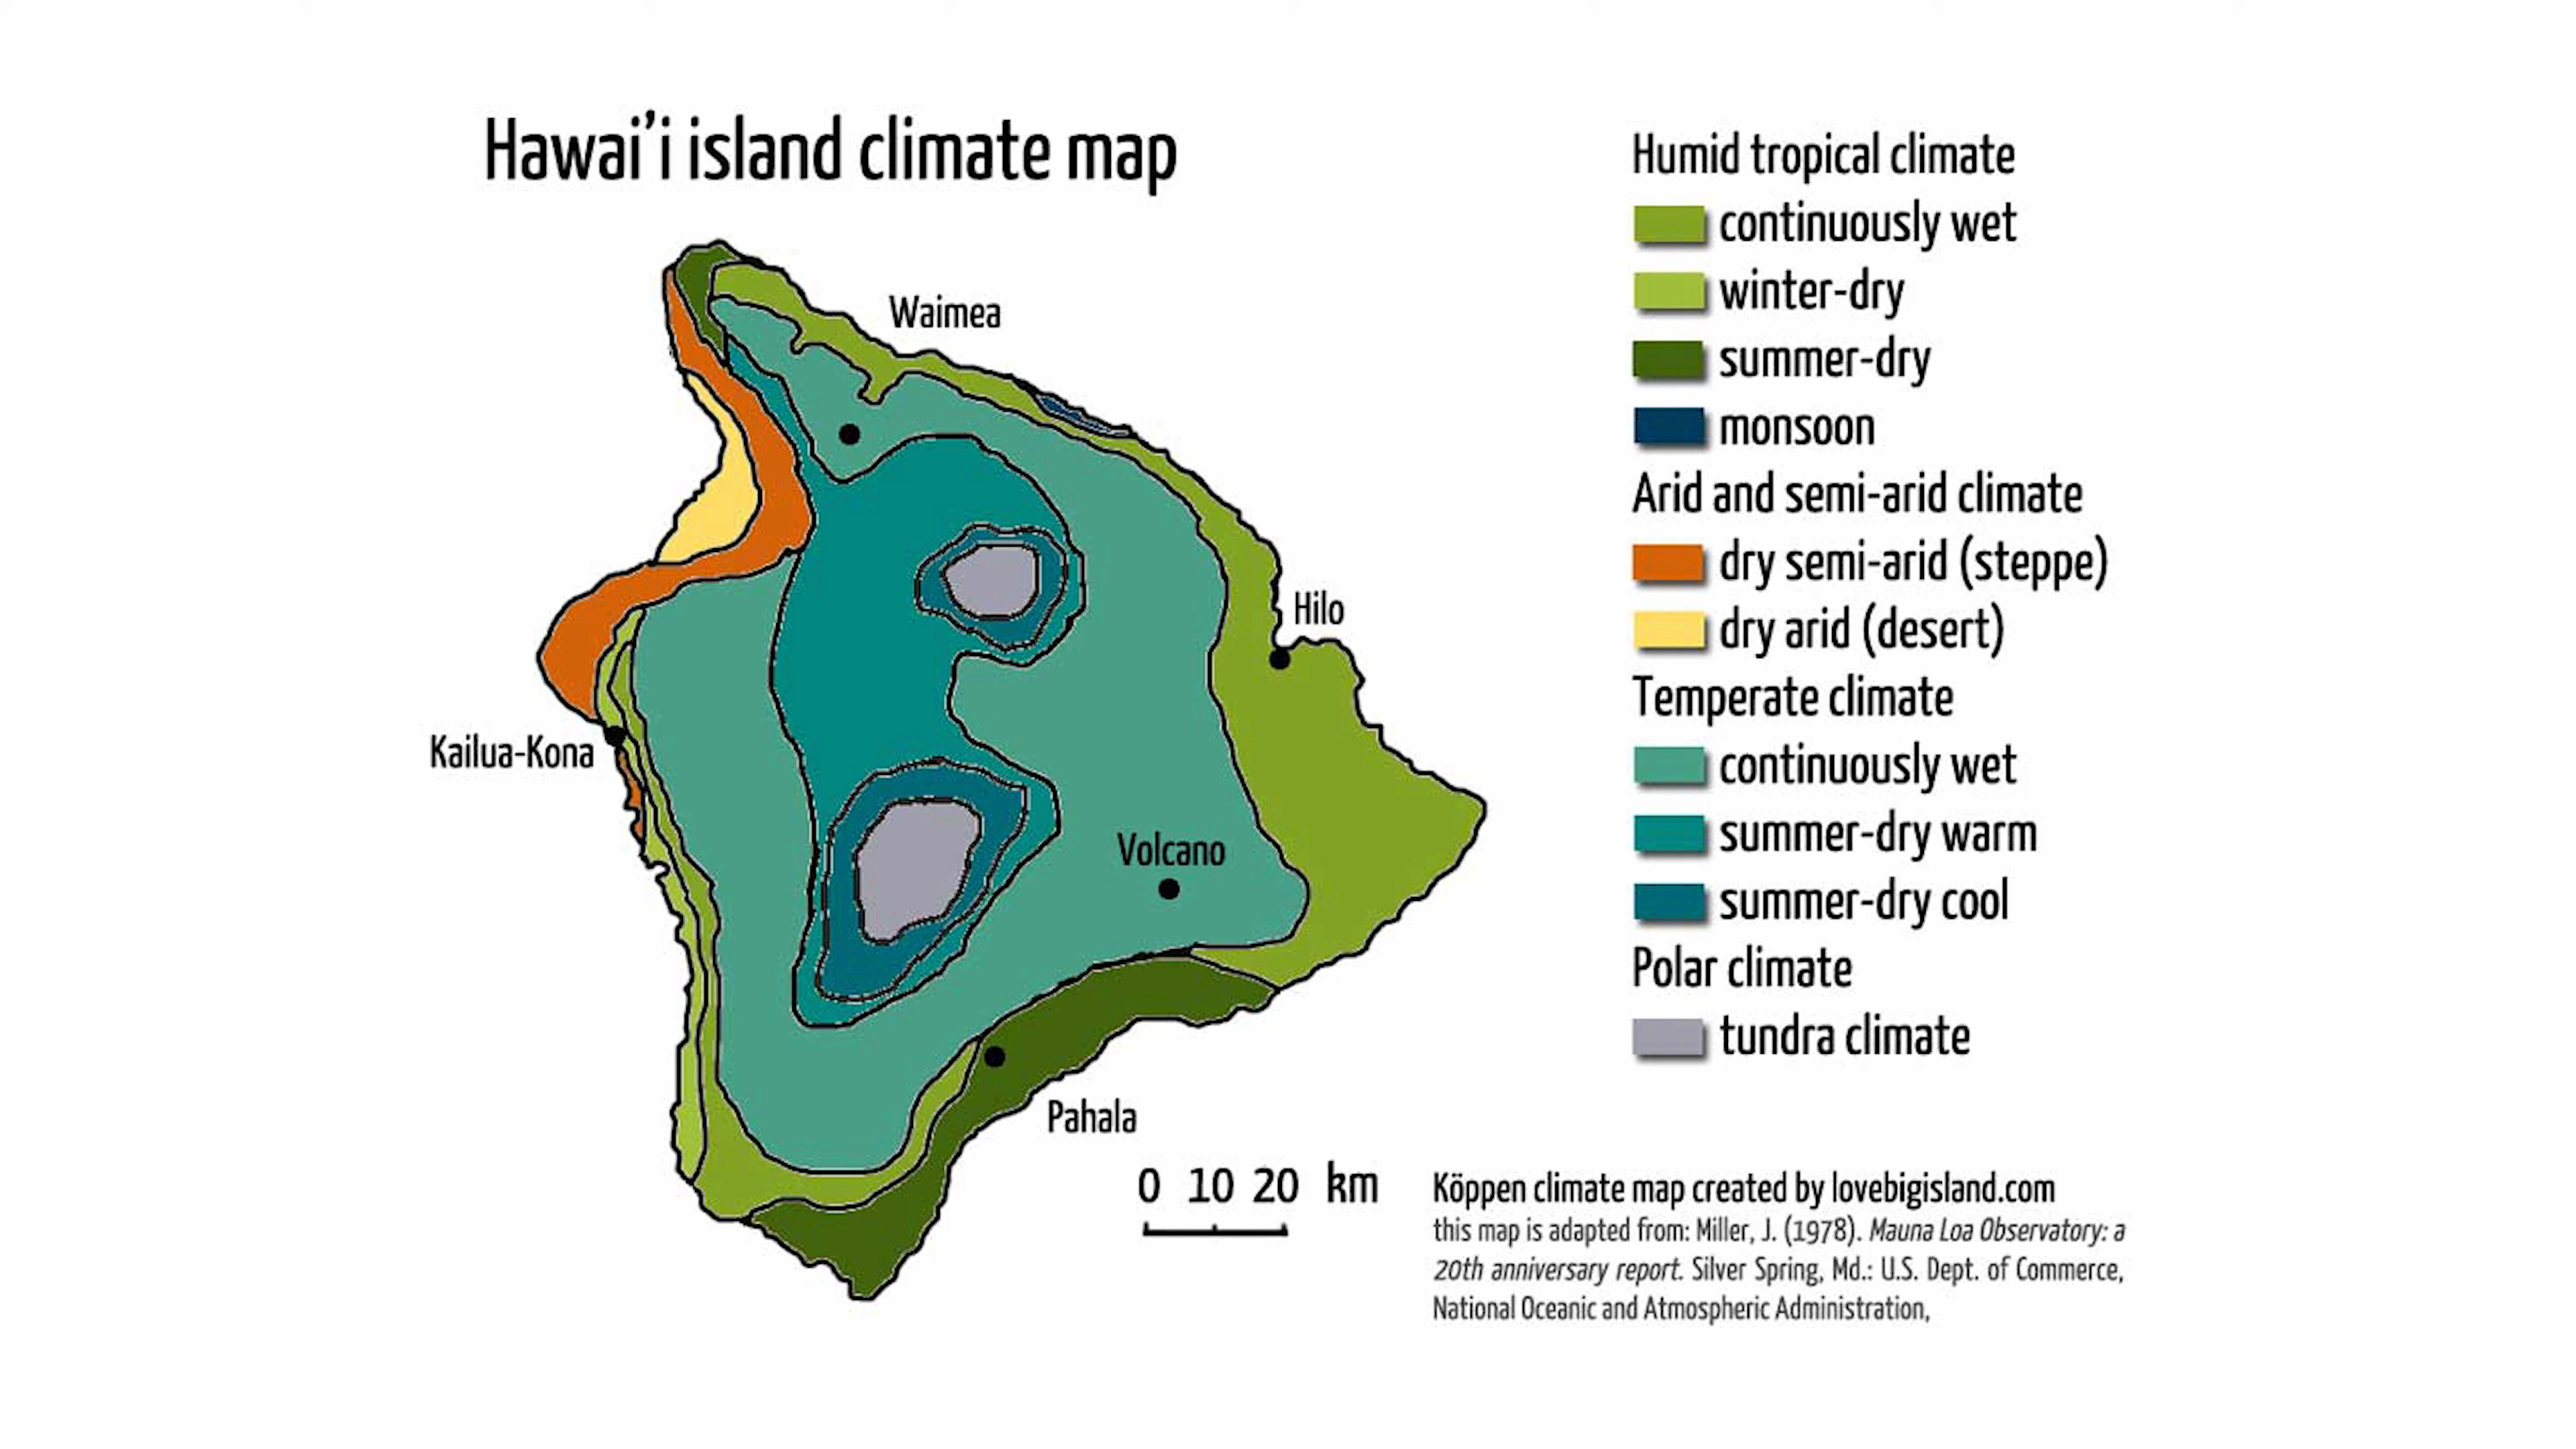 Hawai’i island climate map
Waimea
Hilo
Kailua-Kona
Volcano
Pahala
0 10 20 km
Humid tropical climate
continuously wet
winter-dry
summer-dry
monsoon
Arid and semi-arid climate
dry semi-arid (steppe)
dry arid (desert)
Temperate climate
continuously wet
summer-dry warm
summer-dry cool
Polar climate
tundra climate
Köppen climate map created by lovebigisland.com
this map is adapted from: Miller, J. (1978). Mauna Loa Observatory: a
20th anniversary report. Silver Spring, Md.: U.S. Dept. of Commerce,
National Oceanic and Atmospheric Administration,